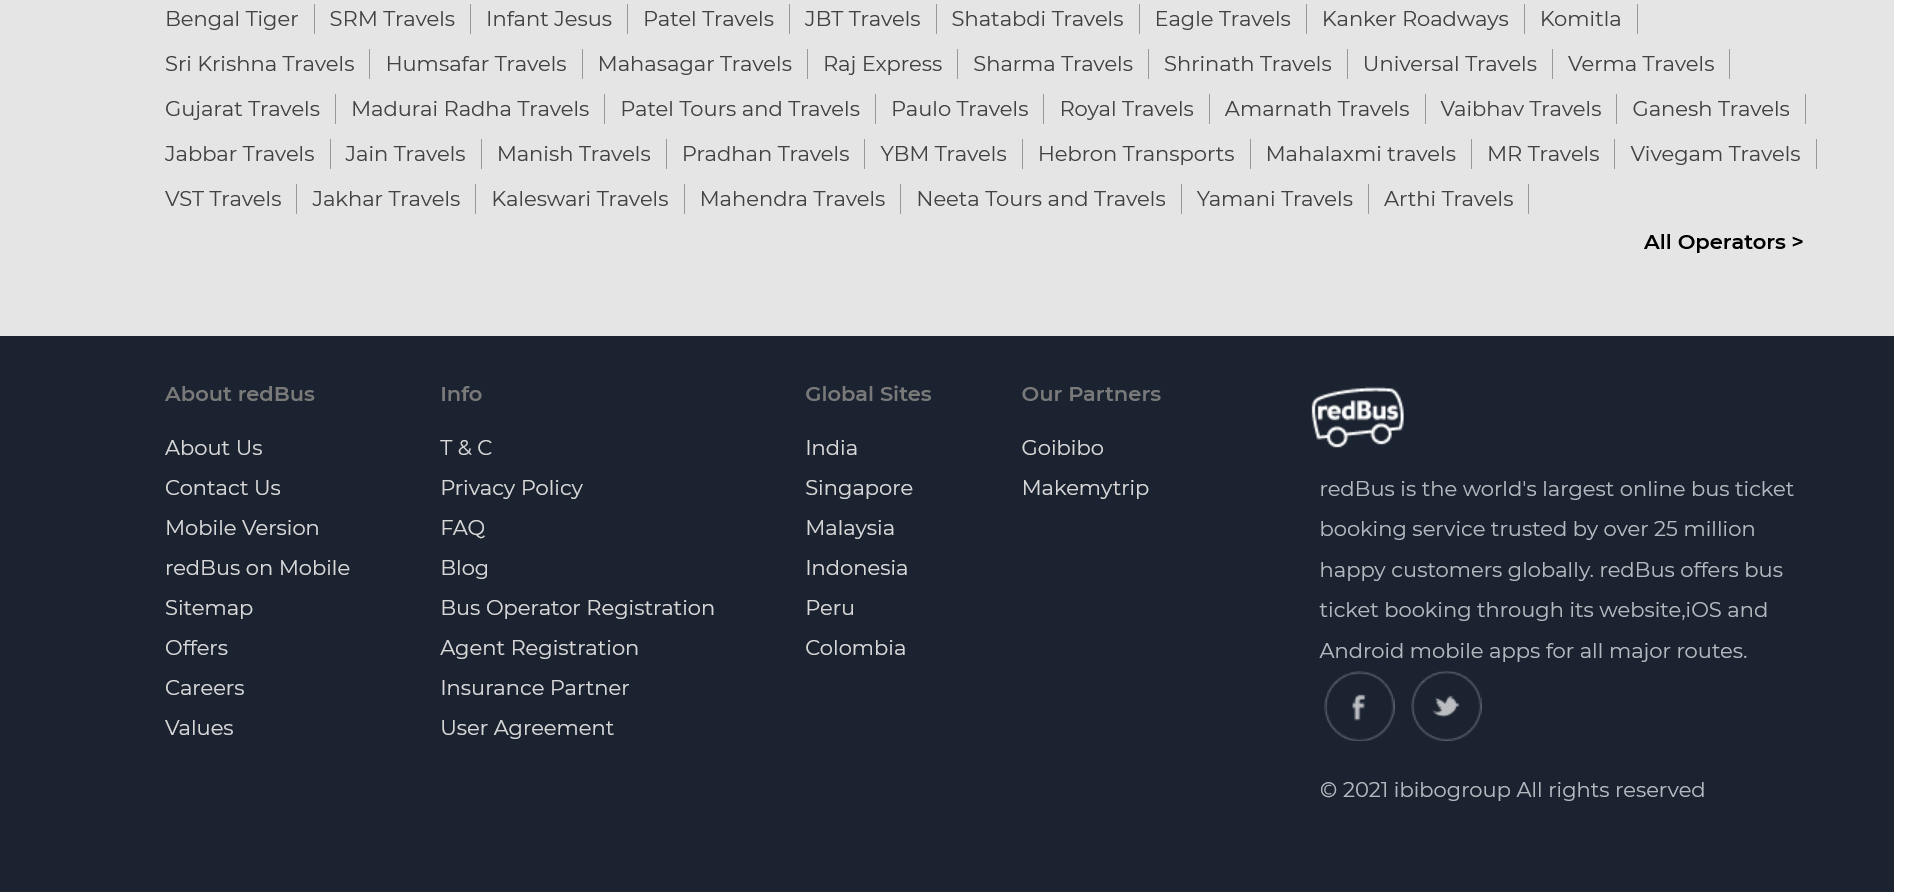 Bengal Tiger | SRM Travels | Infant Jesus | Patel Travels | JBT Travels | Shatabdi Travels | Eagle Travels | Kanker Roadways | Komitla |
Sri Krishna Travels | Humsafar Travels | Mahasagar Travels | Raj Express | Sharma Travels | Shrinath Travels | Universal Travels | Verma Travels |
Gujarat Travels | Madurai Radha Travels | Patel Tours and Travels | Paulo Travels | Royal Travels | Amarnath Travels | Vaibhav Travels | Ganesh Travels |
Jabbar Travels | Jain Travels | Manish Travels | Pradhan Travels | YBM Travels | Hebron Transports | Mahalaxmi travels | MR Travels | Vivegam Travels |
VST Travels | Jakhar Travels | Kaleswari Travels | Mahendra Travels | Neeta Tours and Travels | Yamani Travels | Arthi Travels |
All Operators >
About redBus
About Us
Contact Us
Mobile Version
redBus on Mobile
Sitemap
Offers
Careers
Values
Info
T & C
Privacy Policy
FAQ
Blog
Bus Operator Registration
Agent Registration
Insurance Partner
User Agreement
Global Sites
India
Singapore
Malaysia
Indonesia
Peru
Colombia
Our Partners
Goibibo
Makemytrip
redBus
redBus is the world's largest online bus ticket
booking service trusted by over 25 million
happy customers globally. redBus offers bus
ticket booking through its website,iOS and
Android mobile apps for all major routes.
f
© 2021 ibibogroup All rights reserved